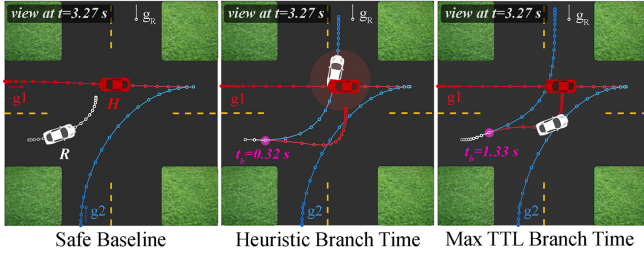 view at t=3.27 s
g_R
g1
H
R
g2
Safe Baseline
view at t=3.27 s
g_R
g1
t_b=0.32 s
g2
Heuristic Branch Time
view at t=3.27 s
g_R
g1
t_b=1.33 s
g2
Max TTL Branch Time